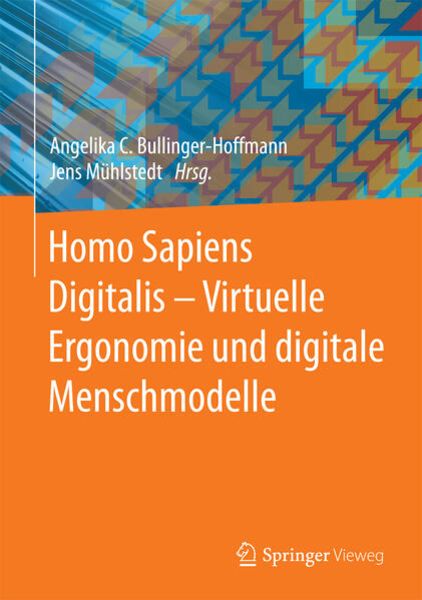 Angelika C. Bullinger-Hoffmann
Jens Mühlstedt Hrsg.
Homo Sapiens
Digitalis – Virtuelle
Ergonomie und digitale
Menschmodelle
Springer Vieweg